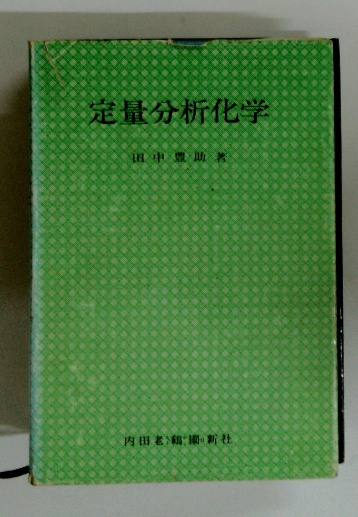 定量分析化学
田中豊助 著
内田老鶴圃新社